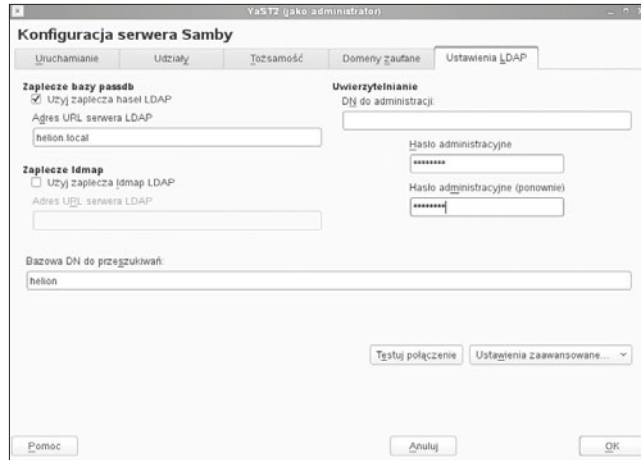 YaST2 (jako administrator)
Konfiguracja serwera Samby
Uruchamianie
Udziały
Tożsamość
Domeny zaufane
Ustawienia LDAP
Zaplecze bazy passdb
Użyj zaplecza haseł LDAP
Adres URL serwera LDAP
helion.local
Zaplecze Idmap
Użyj zaplecza Idmap LDAP
Adres URL serwera LDAP
Uwierzytelnianie
DN do administracji:
Hasło administracyjne
••••••••
Hasło administracyjne (ponownie)
••••••••
Bazowa DN do przeszukiwań:
helion
Testuj połączenie
Ustawienia zaawansowane...
Pomoc
Anuluj
OK